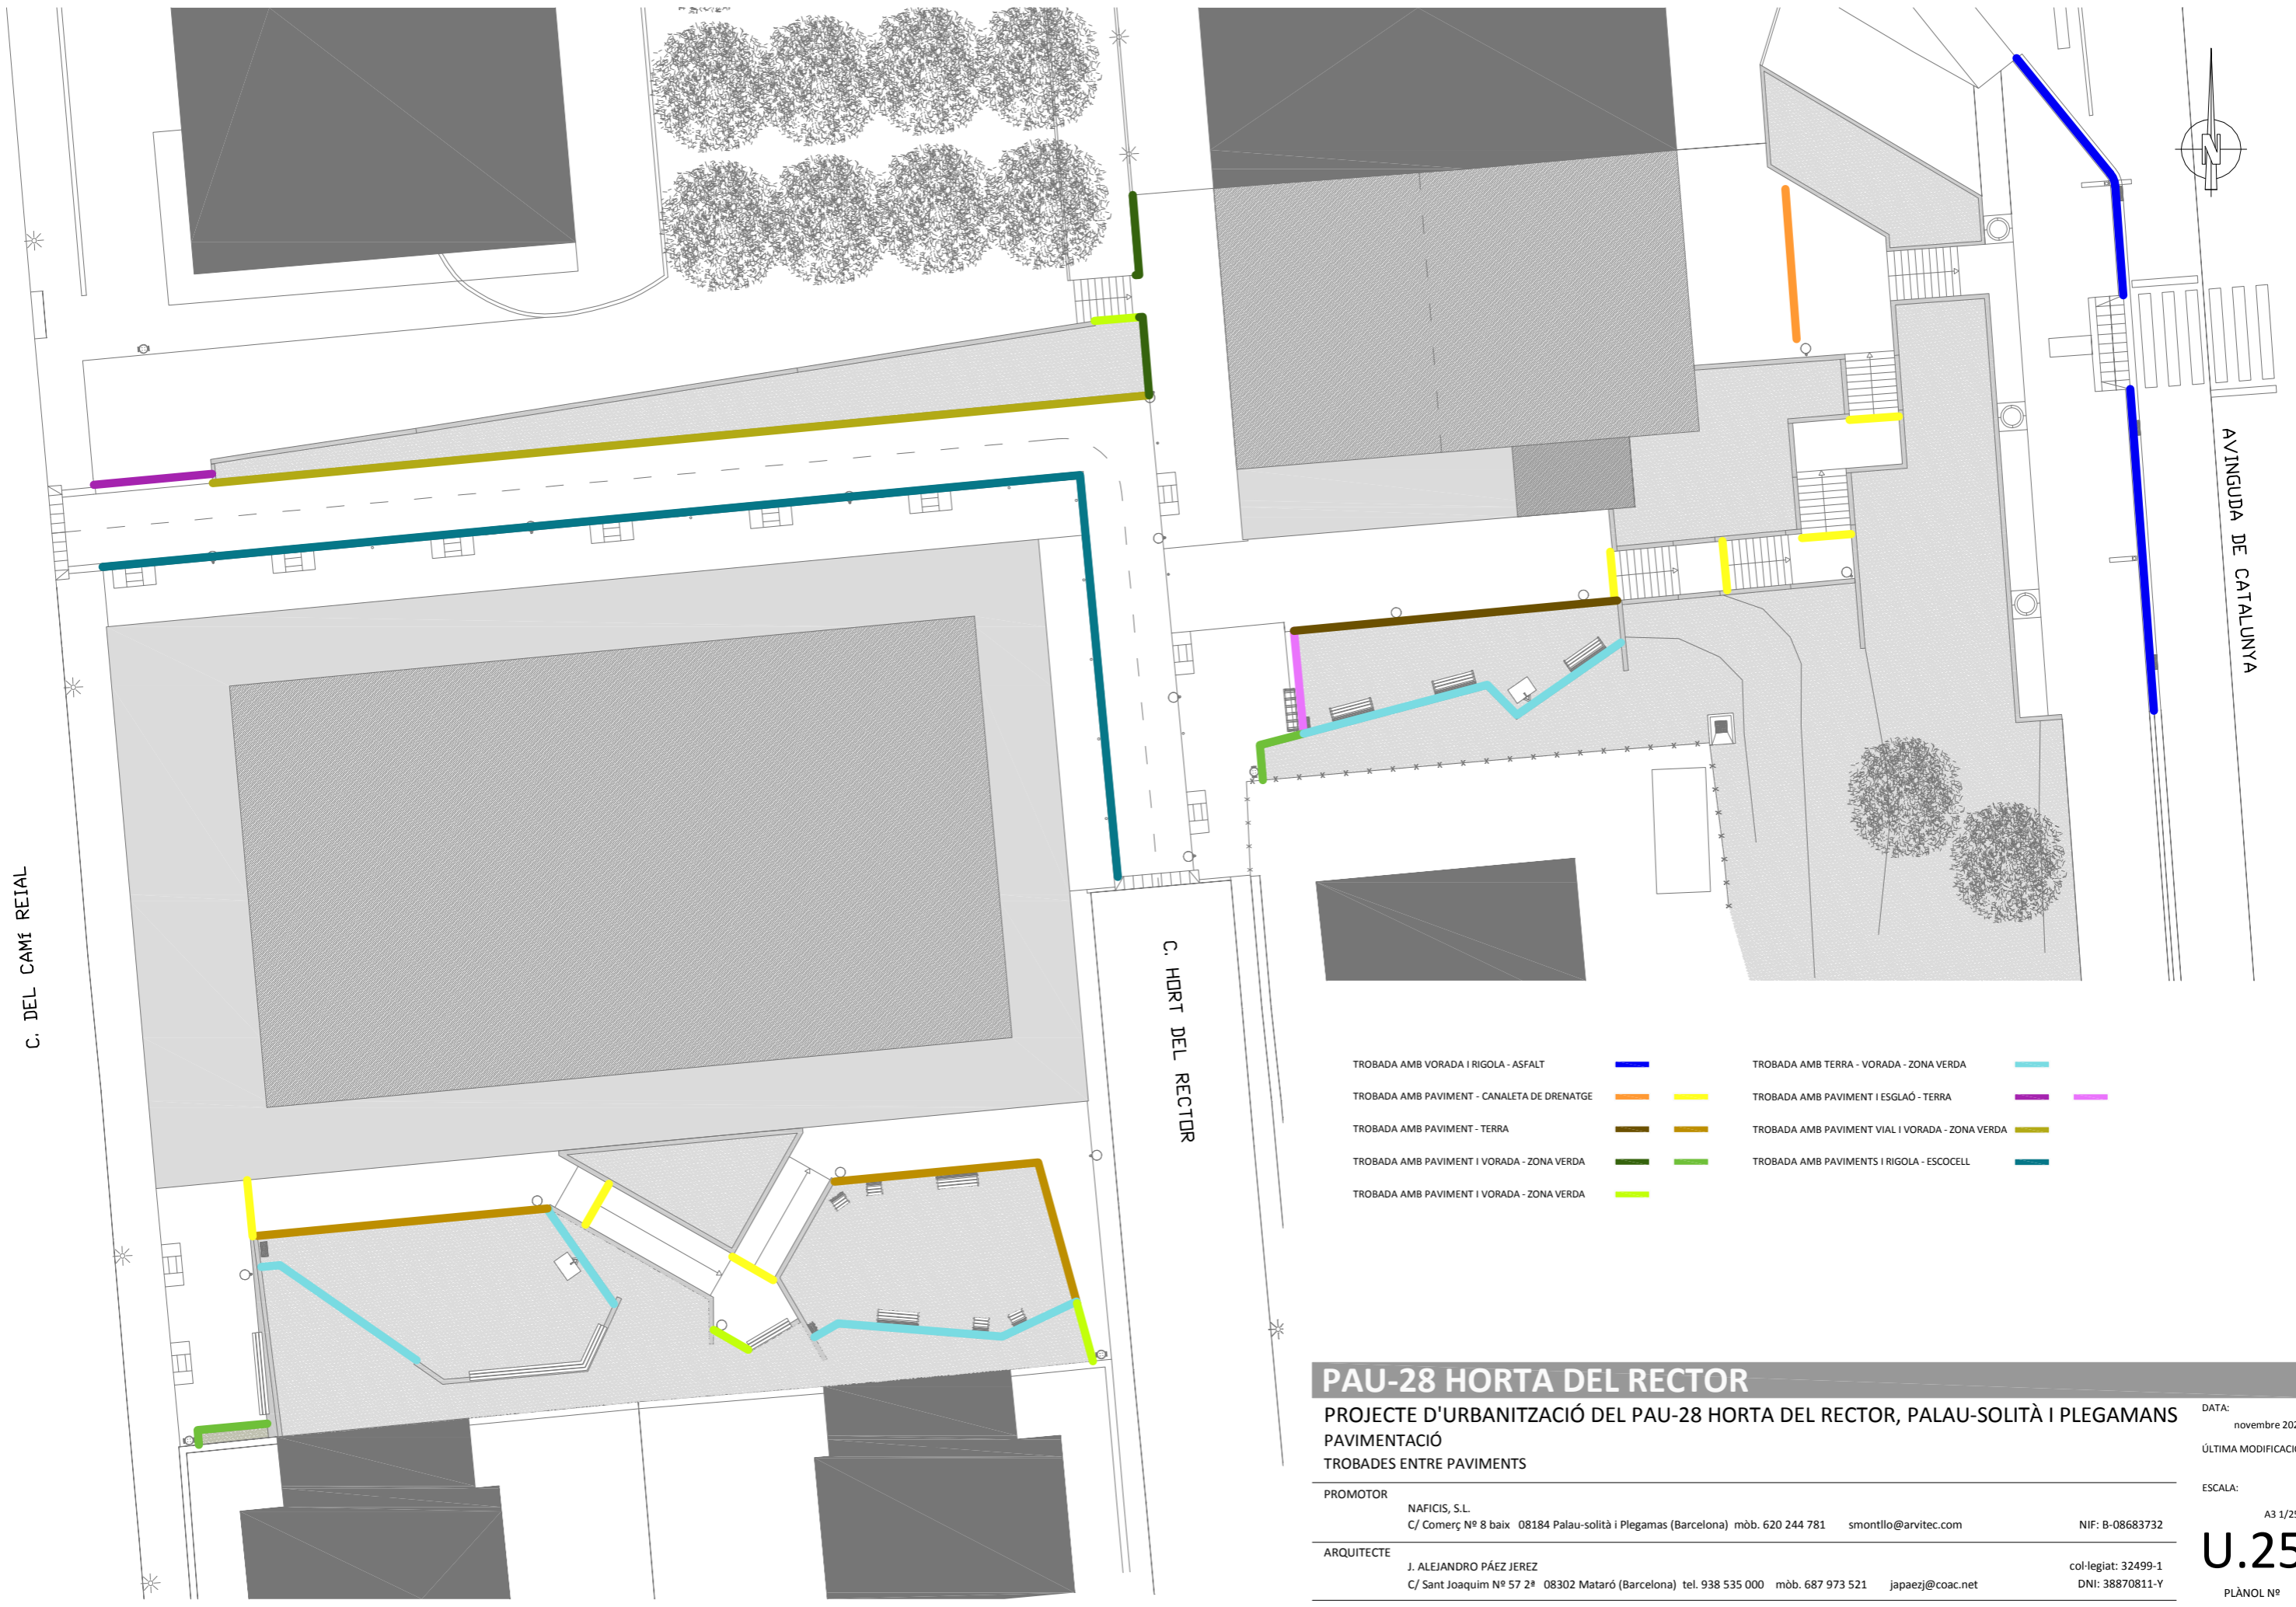 N
AVINGUDA DE CATALUNYA
C. DEL CAMÍ REIAL
C. HORT DEL RECTOR
TROBADA AMB VORADA I RIGOLA - ASFALT
TROBADA AMB PAVIMENT - CANALETA DE DRENATGE
TROBADA AMB PAVIMENT - TERRA
TROBADA AMB PAVIMENT I VORADA - ZONA VERDA
TROBADA AMB PAVIMENT I VORADA - ZONA VERDA
TROBADA AMB TERRA - VORADA - ZONA VERDA
TROBADA AMB PAVIMENT I ESGLAÓ - TERRA
TROBADA AMB PAVIMENT VIAL I VORADA - ZONA VERDA
TROBADA AMB PAVIMENTS I RIGOLA - ESCOCELL
PAU-28 HORTA DEL RECTOR
PROJECTE D'URBANITZACIÓ DEL PAU-28 HORTA DEL RECTOR, PALAU-SOLITÀ I PLEGAMANS
PAVIMENTACIÓ
TROBADES ENTRE PAVIMENTS
PROMOTOR
NAFICIS, S.L.
C/ Comerç Nº 8 baix 08184 Palau-solità i Plegamas (Barcelona) mòb. 620 244 781 smontllo@arvitec.com NIF: B-08683732
ARQUITECTE
J. ALEJANDRO PÁEZ JEREZ col·legiat: 32499-1
C/ Sant Joaquim Nº 57 2ª 08302 Mataró (Barcelona) tel. 938 535 000 mòb. 687 973 521 japaezj@coac.net DNI: 38870811-Y
DATA:
novembre 202
ÚLTIMA MODIFICACI
ESCALA:
A3 1/25
U.25
PLÀNOL Nº